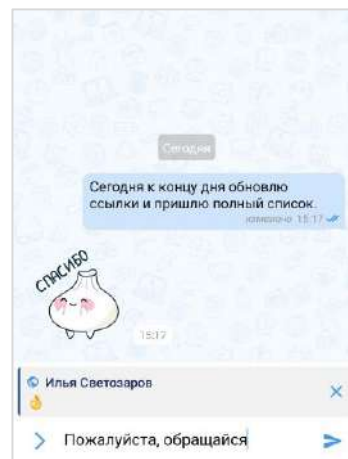 Сегодня
Сегодня к концу дня обновлю
ссылки и пришлю полный список.
изменено 15:17
СПАСИБО
15:17
Илья Светозаров
Пожалуйста, обращайся